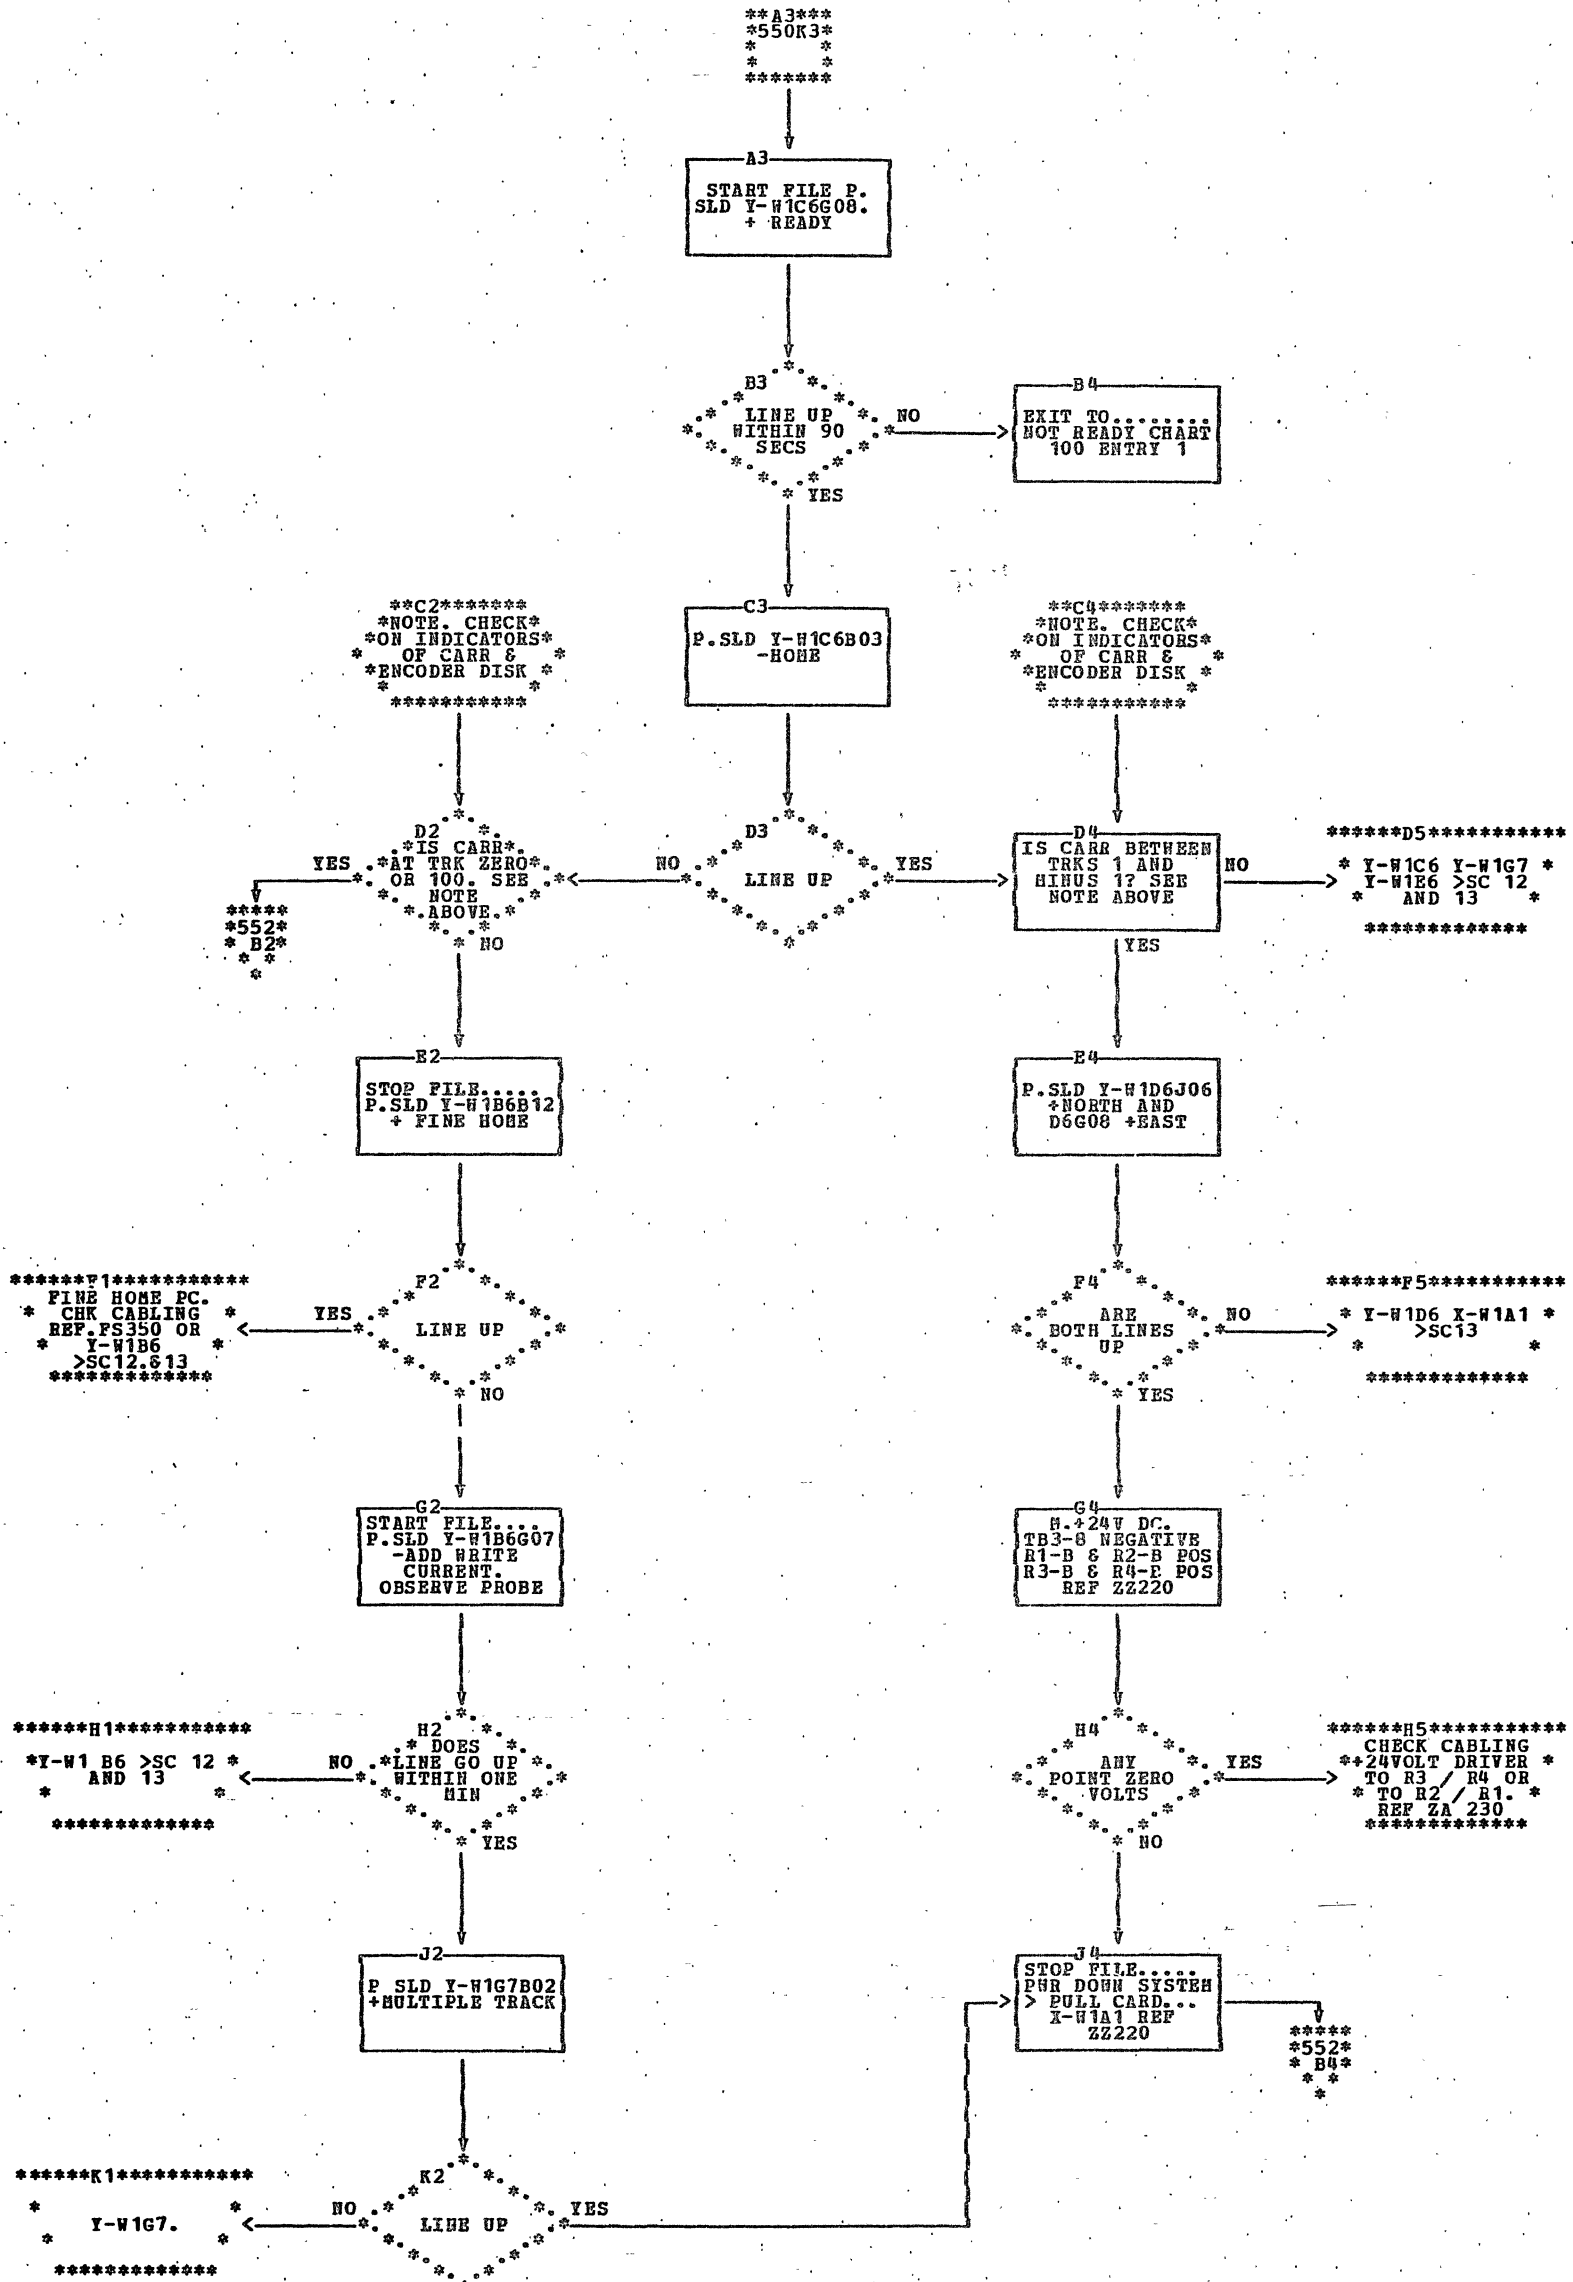 **A3***
*550K3*
A3
START FILE P.
SLD Y-W1C6G08.
+ READY
B3
LINE UP
WITHIN 90
SECS
NO
YES
B4
EXIT TO........
NOT READY CHART
100 ENTRY 1
**C2*******
*NOTE. CHECK*
*ON INDICATORS*
* OF CARR & *
*ENCODER DISK *
C3
P.SLD Y-W1C6B03
-HOME
**C4*******
*NOTE. CHECK*
*ON INDICATORS*
* OF CARR & *
*ENCODER DISK *
D2
IS CARR
AT TRK ZERO
OR 100. SEE
NOTE
ABOVE.
YES
NO
*552*
* B2*
D3
LINE UP
NO
YES
D4
IS CARR BETWEEN
TRKS 1 AND
MINUS 1? SEE
NOTE ABOVE
NO
YES
******D5***********
* Y-W1C6 Y-W1G7 *
Y-W1E6 >SC 12
* AND 13 *
E2
STOP FILE.....
P.SLD Y-W1B6B12
+ FINE HOME
E4
P.SLD Y-W1D6J06
+NORTH AND
D6G08 +EAST
******F1***********
FINE HOME PC.
* CHK CABLING *
REF.FS350 OR
* Y-W1B6 *
>SC12.&13
F2
LINE UP
YES
NO
F4
ARE
BOTH LINES
UP
NO
YES
******F5***********
* Y-W1D6 X-W1A1 *
>SC13
G2
START FILE....
P.SLD Y-W1B6G07
-ADD WRITE
CURRENT.
OBSERVE PROBE
G4
M.+24V DC.
TB3-8 NEGATIVE
R1-B & R2-B POS
R3-B & R4-E POS
REF ZZ220
******H1***********
*Y-W1 B6 >SC 12 *
AND 13
H2
DOES
LINE GO UP
WITHIN ONE
MIN
NO
YES
H4
ANY
POINT ZERO
VOLTS
YES
NO
******H5***********
CHECK CABLING
*+24VOLT DRIVER *
TO R3 / R4 OR
* TO R2 / R1. *
REF ZA 230
J2
P SLD Y-W1G7B02
+MULTIPLE TRACK
J4
STOP FILE.....
PWR DOWN SYSTEM
> PULL CARD...
X-W1A1 REF
ZZ220
*552*
* B4*
******K1***********
Y-W1G7.
K2
LINE UP
NO
YES